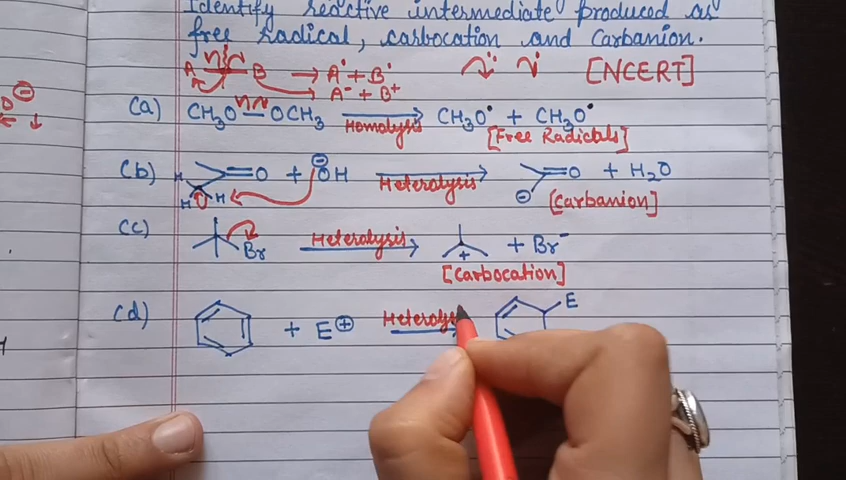 Identify reactive intermediate produced as
free radical, carbocation and Carbanion.
A B → A• + B• [NCERT]
A⁻ + B⁺
(a) CH₃O–OCH₃ Homolysis→ CH₃O• + CH₃O•
[Free Radicals]
(b) H H H =O + ⊖OH Heterolysis→ ⊖ =O + H₂O
[Carbanion]
(c) Br Heterolysis→ + + Br⁻
[Carbocation]
(d) + E⊕ Heterolys E